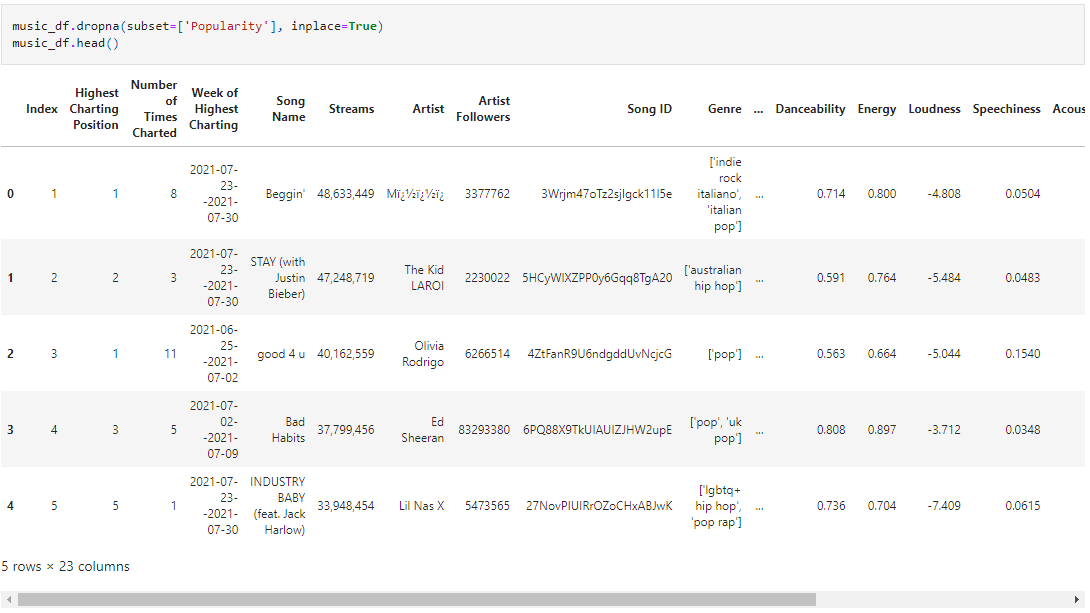 music_df.dropna(subset=['Popularity'], inplace=True)
music_df.head()
Index Highest Charting Position Number of Times Charted Week of Highest Charting Song Name Streams Artist Artist Followers Song ID Genre ... Danceability Energy Loudness Speechiness Acous
0 1 1 8 2021-07-23--2021-07-30 Beggin' 48,633,449 Mï¿½ï¿½ï¿ 3377762 3Wrjm47oTz2sjIgck11l5e ['indie rock italiano', 'italian pop'] ... 0.714 0.800 -4.808 0.0504
1 2 2 3 2021-07-23--2021-07-30 STAY (with Justin Bieber) 47,248,719 The Kid LAROI 2230022 5HCyWlXZPP0y6Gqq8TgA20 ['australian hip hop'] ... 0.591 0.764 -5.484 0.0483
2 3 1 11 2021-06-25--2021-07-02 good 4 u 40,162,559 Olivia Rodrigo 6266514 4ZtFanR9U6ndgddUvNcjcG ['pop'] ... 0.563 0.664 -5.044 0.1540
3 4 3 5 2021-07-02--2021-07-09 Bad Habits 37,799,456 Ed Sheeran 83293380 6PQ88X9TkUIAUIZJHW2upE ['pop', 'uk pop'] ... 0.808 0.897 -3.712 0.0348
4 5 5 1 2021-07-23--2021-07-30 INDUSTRY BABY (feat. Jack Harlow) 33,948,454 Lil Nas X 5473565 27NovPIUIRrOZoCHxABJwK ['lgbtq+ hip hop', 'pop rap'] ... 0.736 0.704 -7.409 0.0615
5 rows × 23 columns